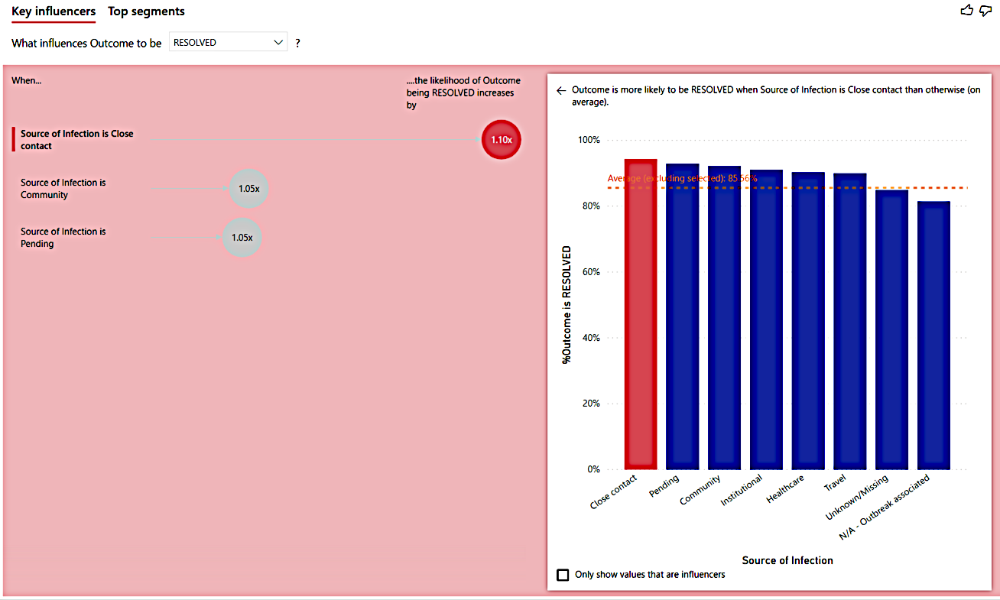 Key influencers
Top segments
What influences Outcome to be
RESOLVED
?
When...
....the likelihood of Outcome
being RESOLVED increases
by
Source of Infection is Close
contact
1.10x
Source of Infection is
Community
1.05x
Source of Infection is
Pending
1.05x
← Outcome is more likely to be RESOLVED when Source of Infection is Close contact than otherwise (on
average).
%Outcome is RESOLVED
100%
80%
60%
40%
20%
0%
Average (excluding selected): 85.56%
Close contact
Pending
Community
Institutional
Healthcare
Travel
Unknown/Missing
N/A - Outbreak associated
Source of Infection
Only show values that are influencers